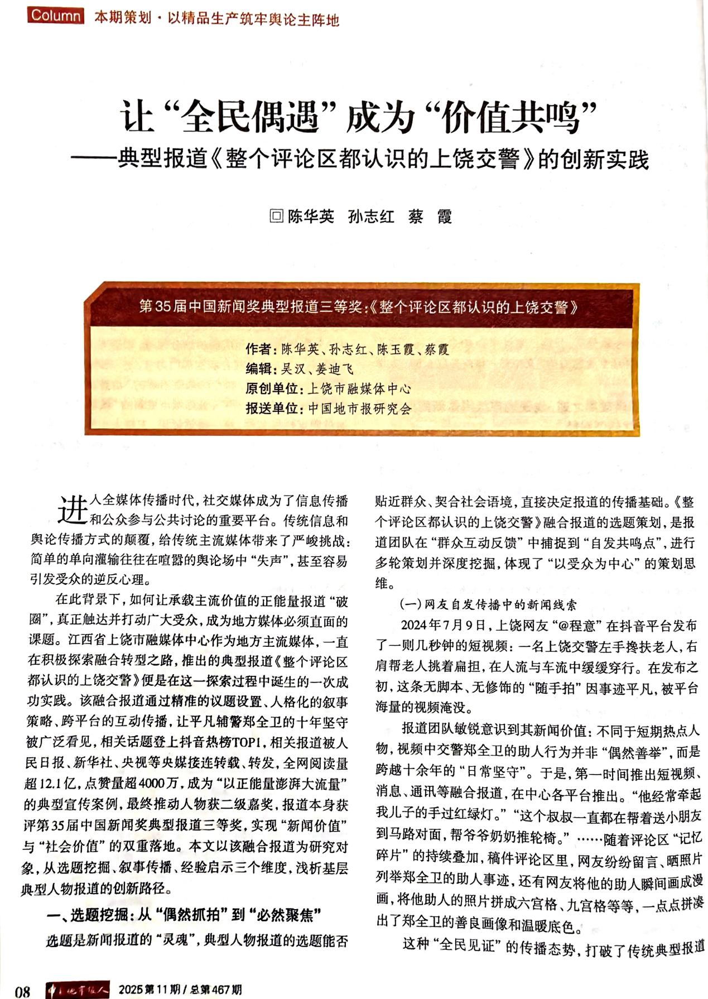 Column 本期策划·以精品生产筑牢舆论主阵地
让“全民偶遇”成为“价值共鸣”
——典型报道《整个评论区都认识的上饶交警》的创新实践
回陈华英 孙志红 蔡 霞
第35届中国新闻奖典型报道三等奖：《整个评论区都认识的上饶交警》
作者：陈华英、孙志红、陈玉霞、蔡霞
编辑：吴汉、姜迪飞
原创单位：上饶市融媒体中心
报送单位：中国地市报研究会
进入全媒体传播时代，社交媒体成为了信息传播
和公众参与公共讨论的重要平台。传统信息和
舆论传播方式的颠覆，给传统主流媒体带来了严峻挑战：
简单的单向灌输往往在喧嚣的舆论场中“失声”，甚至容易
引发受众的逆反心理。
在此背景下，如何让承载主流价值的正能量报道“破
圈”，真正触达并打动广大受众，成为地方媒体必须直面的
课题。江西省上饶市融媒体中心作为地方主流媒体，一直
在积极探索融合转型之路，推出的典型报道《整个评论区
都认识的上饶交警》便是在这一探索过程中诞生的一次成
功实践。该融合报道通过精准的议题设置、人格化的叙事
策略、跨平台的互动传播，让平凡辅警郑全卫的十年坚守
被广泛看见，相关话题登上抖音热榜TOP1，相关报道被人
民日报、新华社、央视等央媒接连转载、转发，全网阅读量
超12.1亿，点赞量超4000万，成为“以正能量澎湃大流量”
的典型宣传案例，最终推动人物获二级嘉奖，报道本身获
评第35届中国新闻奖典型报道三等奖，实现“新闻价值”
与“社会价值”的双重落地。本文以该融合报道为研究对
象，从选题挖掘、叙事传播、经验启示三个维度，浅析基层
典型人物报道的创新路径。
一、选题挖掘：从“偶然抓拍”到“必然聚焦”
选题是新闻报道的“灵魂”，典型人物报道的选题能否
贴近群众、契合社会语境，直接决定报道的传播基础。《整
个评论区都认识的上饶交警》融合报道的选题策划，是报
道团队在“群众互动反馈”中捕捉到“自发共鸣点”，进行
多轮策划并深度挖掘，体现了“以受众为中心”的策划思
维。
（一）网友自发传播中的新闻线索
2024年7月9日，上饶网友“@程意”在抖音平台发布
了一则几秒钟的短视频：一名上饶交警左手搀扶老人，右
肩帮老人挑着扁担，在人流与车流中缓缓穿行。在发布之
初，这条无脚本、无修饰的“随手拍”因事迹平凡，被平台
海量的视频淹没。
报道团队敏锐意识到其新闻价值：不同于短期热点人
物，视频中交警郑全卫的助人行为并非“偶然善举”，而是
跨越十余年的“日常坚守”。于是，第一时间推出短视频、
消息、通讯等融合报道，在中心各平台推出。“他经常牵起
我儿子的手过红绿灯。”“这个叔叔一直都在帮着送小朋友
到马路对面，帮爷爷奶奶推轮椅。”……随着评论区“记忆
碎片”的持续叠加，稿件评论区里，网友纷纷留言、晒照片
列举郑全卫的助人事迹，还有网友将他的助人瞬间画成漫
画，将他助人的照片拼成六宫格、九宫格等等，一点点拼凑
出了郑全卫的善良画像和温暖底色。
这种“全民见证”的传播态势，打破了传统典型报道
08 中国地市报人 2025第11期/总第467期